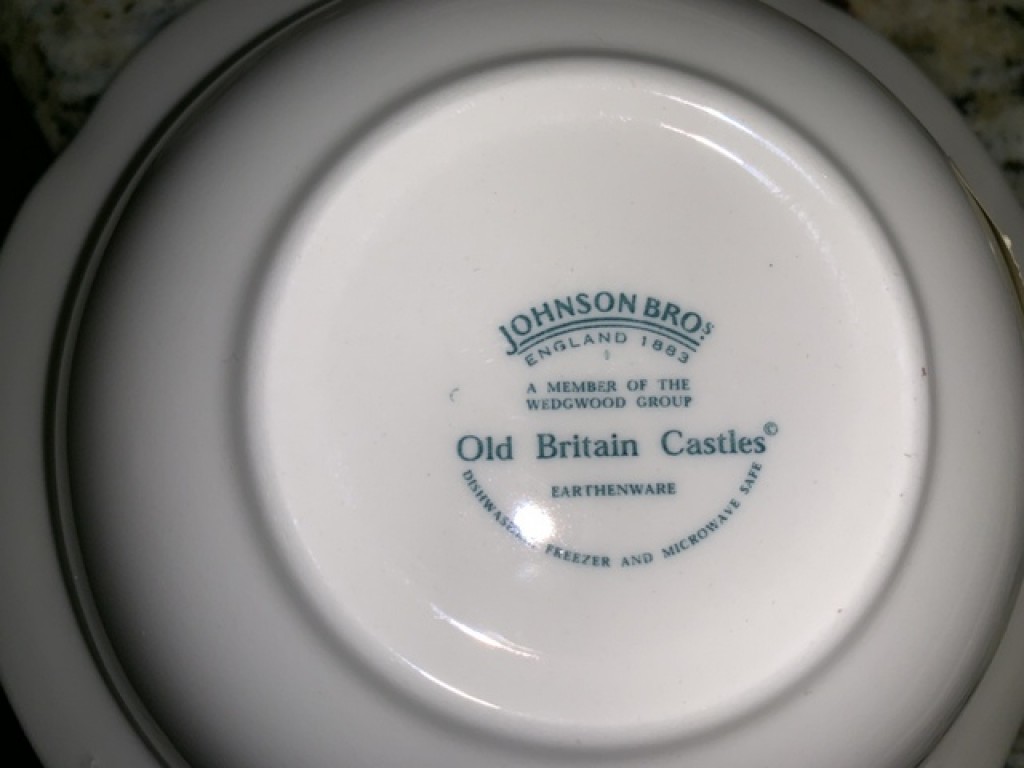 JOHNSON BROS
ENGLAND 1883
A MEMBER OF THE
WEDGWOOD GROUP
Old Britain Castles©
EARTHENWARE
FREEZER AND MICROWAVE SAFE